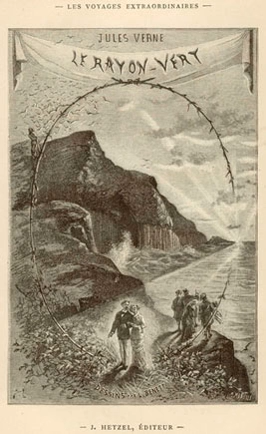 — LES VOYAGES EXTRAORDINAIRES —
JULES VERNE
LE RAYON-VERT
— J. HETZEL, ÉDITEUR —